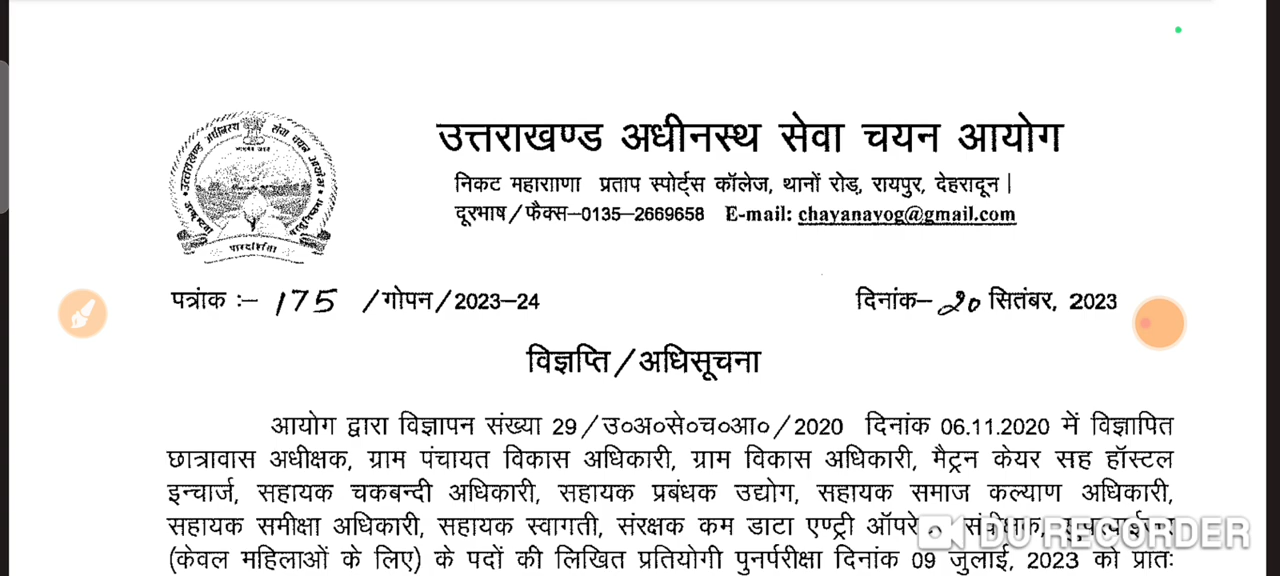 उत्तराखण्ड अधीनस्थ सेवा चयन आयोग
निकट महाराणा प्रताप स्पोर्ट्स कॉलेज, थानों रोड़, रायपुर, देहरादून|
दूरभाष/फैक्स–0135–2669658 E-mail: chayanayog@gmail.com
पारदर्शिता
पत्रांक :– 175 /गोपन/2023–24 दिनांक– 20 सितंबर, 2023
विज्ञप्ति/अधिसूचना
आयोग द्वारा विज्ञापन संख्या 29/उ०अ०से०च०आ०/2020 दिनांक 06.11.2020 में विज्ञापित
छात्रावास अधीक्षक, ग्राम पंचायत विकास अधिकारी, ग्राम विकास अधिकारी, मैट्रन केयर सह हॉस्टल
इन्चार्ज, सहायक चकबन्दी अधिकारी, सहायक प्रबंधक उद्योग, सहायक समाज कल्याण अधिकारी,
सहायक समीक्षा अधिकारी, सहायक स्वागती, संरक्षक कम डाटा एण्ट्री
DU RECORDER
(केवल महिलाओं के लिए) के पदों की लिखित प्रतियोगी पुनर्परीक्षा दिनांक 09 जुलाई, 2023 को प्रातः